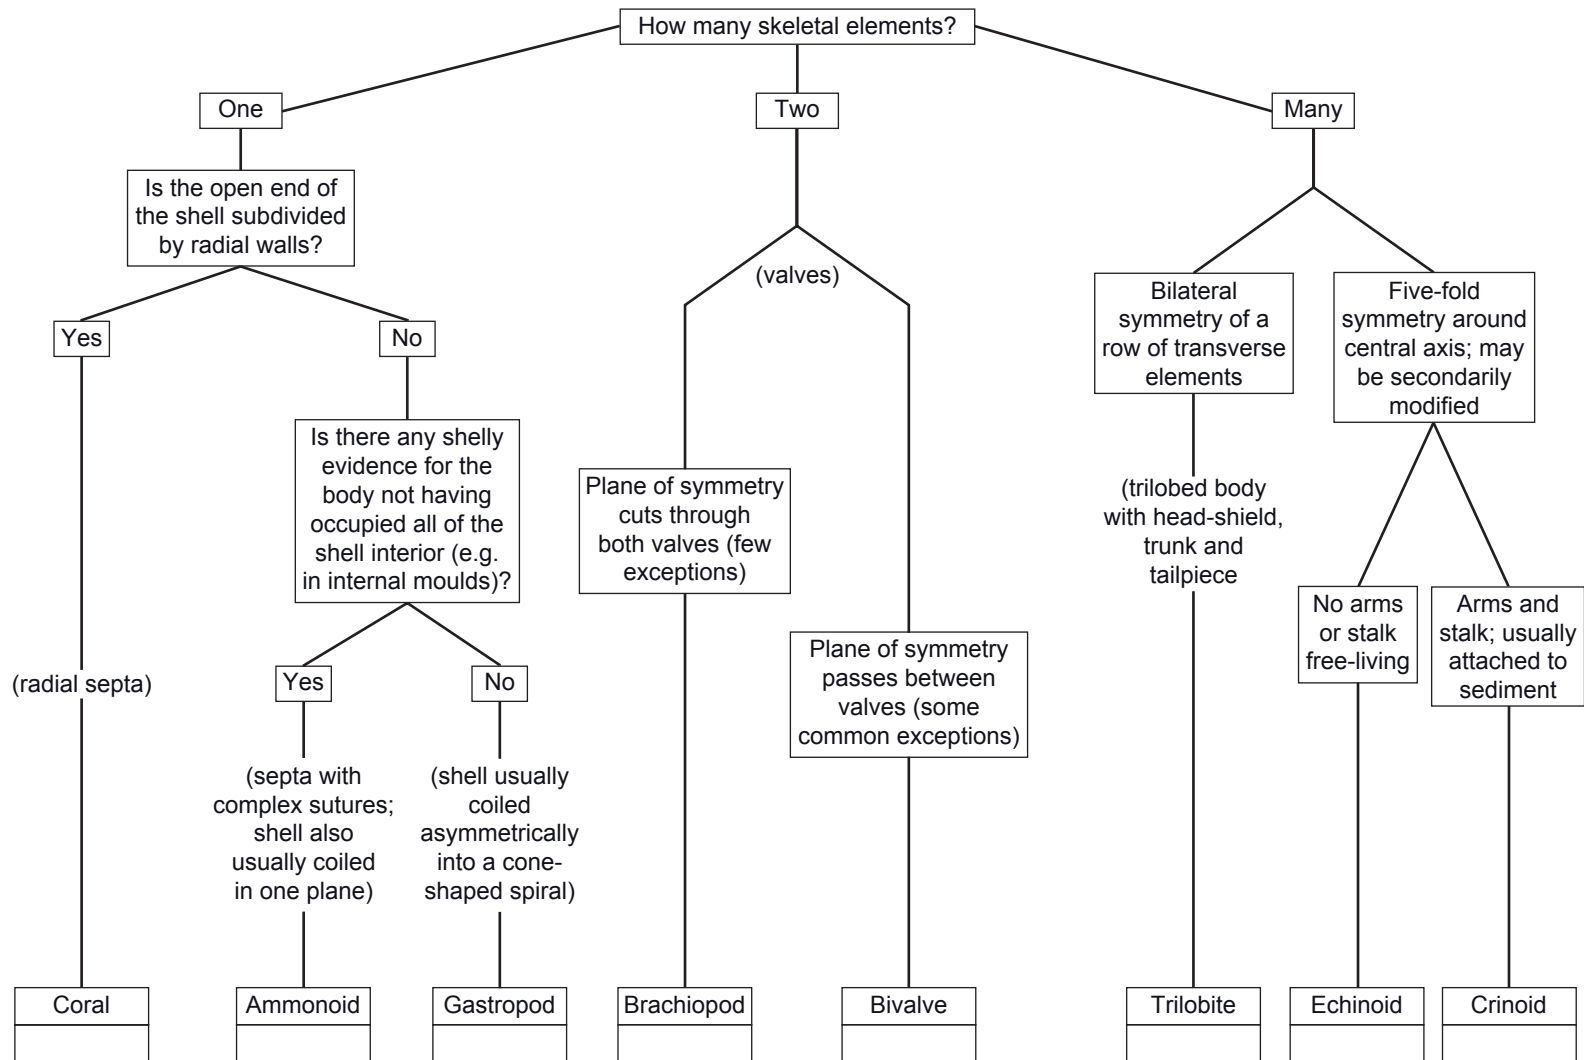 How many skeletal elements?
One
Two
Many
Is the open end of
the shell subdivided
by radial walls?
Yes
No
(valves)
Bilateral
symmetry of a
row of transverse
elements
Five-fold
symmetry around
central axis; may
be secondarily
modified
Is there any shelly
evidence for the
body not having
occupied all of the
shell interior (e.g.
in internal moulds)?
Plane of symmetry
cuts through
both valves (few
exceptions)
(trilobed body
with head-shield,
trunk and
tailpiece
No arms
or stalk
free-living
Arms and
stalk; usually
attached to
sediment
Plane of symmetry
passes between
valves (some
common exceptions)
(radial septa)
Yes
No
(septa with
complex sutures;
shell also
usually coiled
in one plane)
(shell usually
coiled
asymmetrically
into a cone-
shaped spiral)
Coral
Ammonoid
Gastropod
Brachiopod
Bivalve
Trilobite
Echinoid
Crinoid